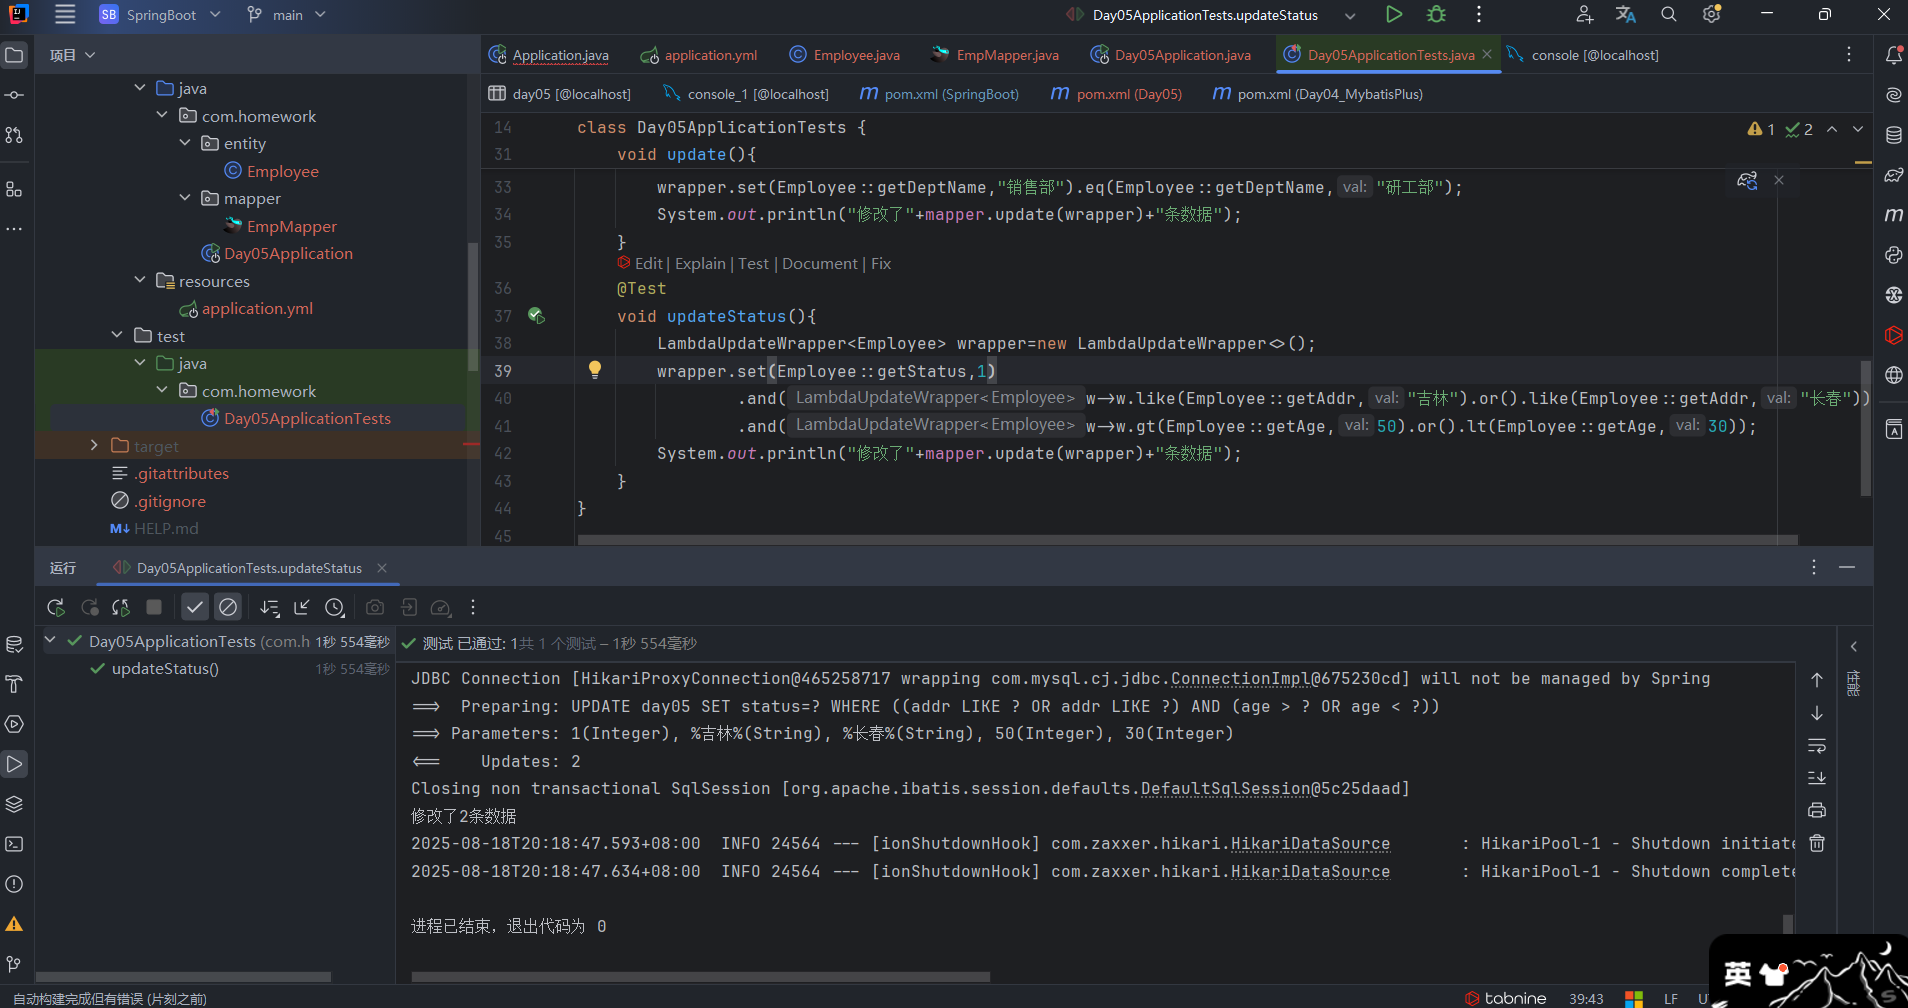 SB SpringBoot main Day05ApplicationTests.updateStatus
项目
Application.java application.yml Employee.java EmpMapper.java Day05Application.java Day05ApplicationTests.java console [@localhost]
day05 [@localhost] console_1 [@localhost] m pom.xml (SpringBoot) m pom.xml (Day05) m pom.xml (Day04_MybatisPlus)
java
com.homework
entity
Employee
mapper
EmpMapper
Day05Application
resources
application.yml
test
java
com.homework
Day05ApplicationTests
target
.gitattributes
.gitignore
M↓ HELP.md
14 class Day05ApplicationTests {
1 2
31 void update(){
33 wrapper.set(Employee::getDeptName,"销售部").eq(Employee::getDeptName, val: "研工部");
34 System.out.println("修改了"+mapper.update(wrapper)+"条数据");
35 }
Edit | Explain | Test | Document | Fix
36 @Test
37 void updateStatus(){
38 LambdaUpdateWrapper<Employee> wrapper=new LambdaUpdateWrapper<>();
39 wrapper.set(Employee::getStatus,1)
40 .and( LambdaUpdateWrapper<Employee> w->w.like(Employee::getAddr, val: "吉林").or().like(Employee::getAddr, val: "长春"))
41 .and( LambdaUpdateWrapper<Employee> w->w.gt(Employee::getAge, val: 50).or().lt(Employee::getAge, val: 30));
42 System.out.println("修改了"+mapper.update(wrapper)+"条数据");
43 }
44 }
45
运行 Day05ApplicationTests.updateStatus
Day05ApplicationTests (com.h 1秒 554毫秒
updateStatus() 1秒 554毫秒
测试 已通过: 1共 1 个测试 – 1秒 554毫秒
JDBC Connection [HikariProxyConnection@465258717 wrapping com.mysql.cj.jdbc.ConnectionImpl@675230cd] will not be managed by Spring
==>  Preparing: UPDATE day05 SET status=? WHERE ((addr LIKE ? OR addr LIKE ?) AND (age > ? OR age < ?))
==> Parameters: 1(Integer), %吉林%(String), %长春%(String), 50(Integer), 30(Integer)
<==    Updates: 2
Closing non transactional SqlSession [org.apache.ibatis.session.defaults.DefaultSqlSession@5c25daad]
修改了2条数据
2025-08-18T20:18:47.593+08:00  INFO 24564 --- [ionShutdownHook] com.zaxxer.hikari.HikariDataSource       : HikariPool-1 - Shutdown initiate
2025-08-18T20:18:47.634+08:00  INFO 24564 --- [ionShutdownHook] com.zaxxer.hikari.HikariDataSource       : HikariPool-1 - Shutdown complete
进程已结束，退出代码为 0
性能
英
自动构建完成但有错误 (片刻之前)
tabnine 39:43 LF U